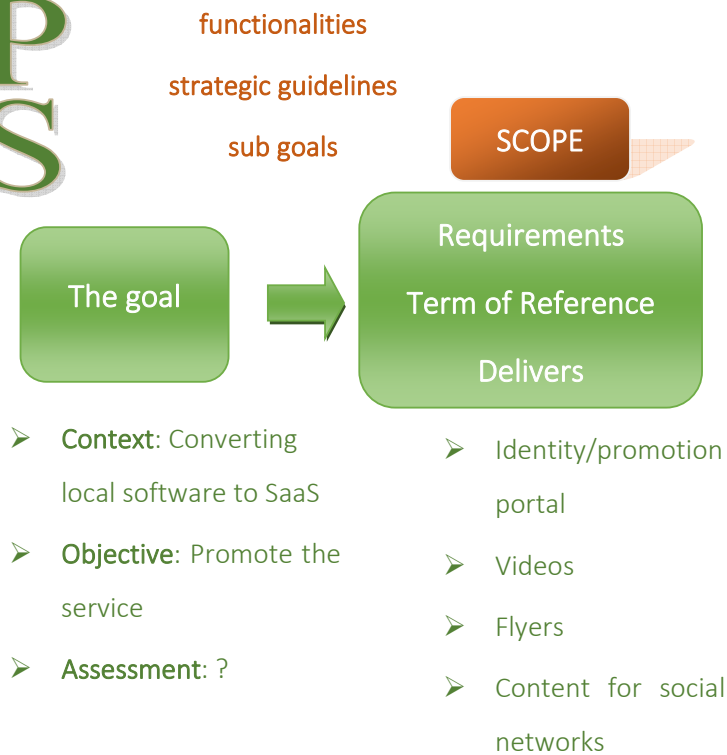 P
S
functionalities
strategic guidelines
sub goals
SCOPE
The goal
Requirements
Term of Reference
Delivers
➢ Context: Converting
local software to SaaS
➢ Objective: Promote the
service
➢ Assessment: ?
➢ Identity/promotion
portal
➢ Videos
➢ Flyers
➢ Content for social
networks